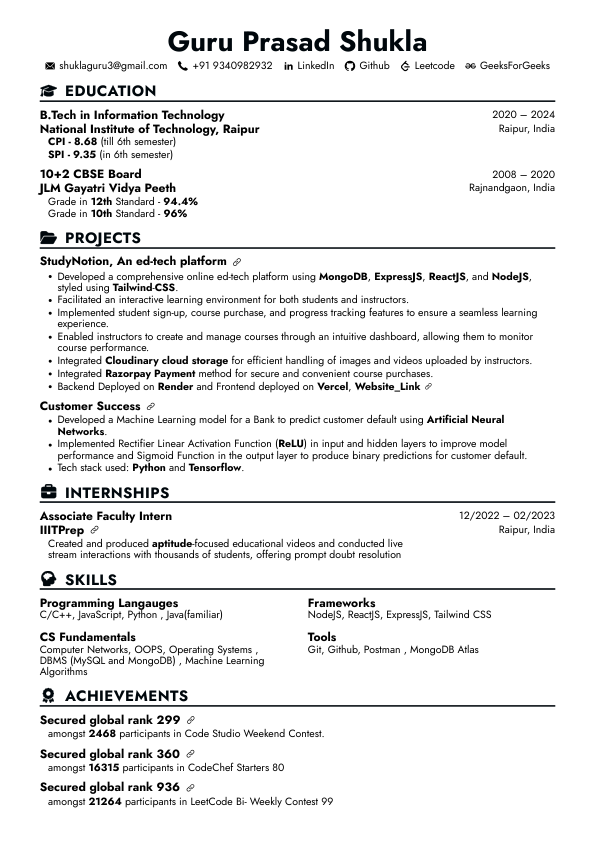 Guru Prasad Shukla
shuklaguru3@gmail.com +91 9340982932 LinkedIn Github Leetcode GeeksForGeeks
EDUCATION
B.Tech in Information Technology 2020 – 2024
National Institute of Technology, Raipur Raipur, India
CPI - 8.68 (till 6th semester)
SPI - 9.35 (in 6th semester)
10+2 CBSE Board 2008 – 2020
JLM Gayatri Vidya Peeth Rajnandgaon, India
Grade in 12th Standard - 94.4%
Grade in 10th Standard - 96%
PROJECTS
StudyNotion, An ed-tech platform
• Developed a comprehensive online ed-tech platform using MongoDB, ExpressJS, ReactJS, and NodeJS,
styled using Tailwind-CSS.
• Facilitated an interactive learning environment for both students and instructors.
• Implemented student sign-up, course purchase, and progress tracking features to ensure a seamless learning
experience.
• Enabled instructors to create and manage courses through an intuitive dashboard, allowing them to monitor
course performance.
• Integrated Cloudinary cloud storage for efficient handling of images and videos uploaded by instructors.
• Integrated Razorpay Payment method for secure and convenient course purchases.
• Backend Deployed on Render and Frontend deployed on Vercel, Website_Link
Customer Success
• Developed a Machine Learning model for a Bank to predict customer default using Artificial Neural
Networks.
• Implemented Rectifier Linear Activation Function (ReLU) in input and hidden layers to improve model
performance and Sigmoid Function in the output layer to produce binary predictions for customer default.
• Tech stack used: Python and Tensorflow.
INTERNSHIPS
Associate Faculty Intern 12/2022 – 02/2023
IIITPrep Raipur, India
Created and produced aptitude-focused educational videos and conducted live
stream interactions with thousands of students, offering prompt doubt resolution
SKILLS
Programming Langauges
C/C++, JavaScript, Python , Java(familiar)
Frameworks
NodeJS, ReactJS, ExpressJS, Tailwind CSS
CS Fundamentals
Computer Networks, OOPS, Operating Systems ,
DBMS (MySQL and MongoDB) , Machine Learning
Algorithms
Tools
Git, Github, Postman , MongoDB Atlas
ACHIEVEMENTS
Secured global rank 299
amongst 2468 participants in Code Studio Weekend Contest.
Secured global rank 360
amongst 16315 participants in CodeChef Starters 80
Secured global rank 936
amongst 21264 participants in LeetCode Bi- Weekly Contest 99